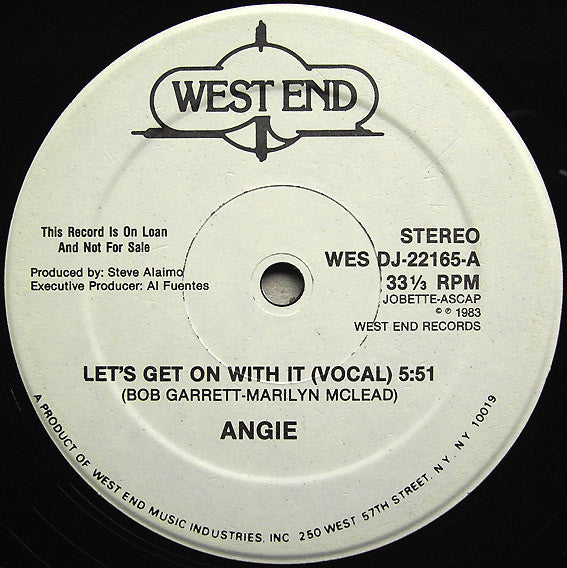 WEST END
This Record Is On Loan
And Not For Sale
Produced by: Steve Alaimo
Executive Producer: Al Fuentes
STEREO
WES DJ-22165-A
33⅓ RPM
JOBETTE-ASCAP
© ℗ 1983
WEST END RECORDS
LET'S GET ON WITH IT (VOCAL) 5:51
(BOB GARRETT-MARILYN MCLEAD)
ANGIE
A PRODUCT OF WEST END MUSIC INDUSTRIES, INC 250 WEST 57TH STREET, N.Y. NY 10019